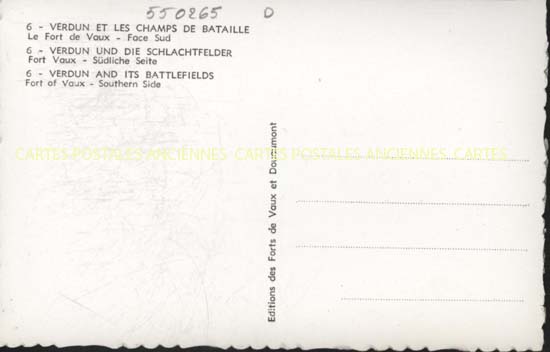 550265 D
6 - VERDUN ET LES CHAMPS DE BATAILLE
Le Fort de Vaux - Face Sud
6 - VERDUN UND DIE SCHLACHTFELDER
Fort Vaux - Südliche Seite
6 - VERDUN AND ITS BATTLEFIELDS
Fort of Vaux - Southern Side
CARTES POSTALES ANCIENNES CARTES POSTALES ANCIENNES CARTES
Editions des Forts de Vaux et Douaumont